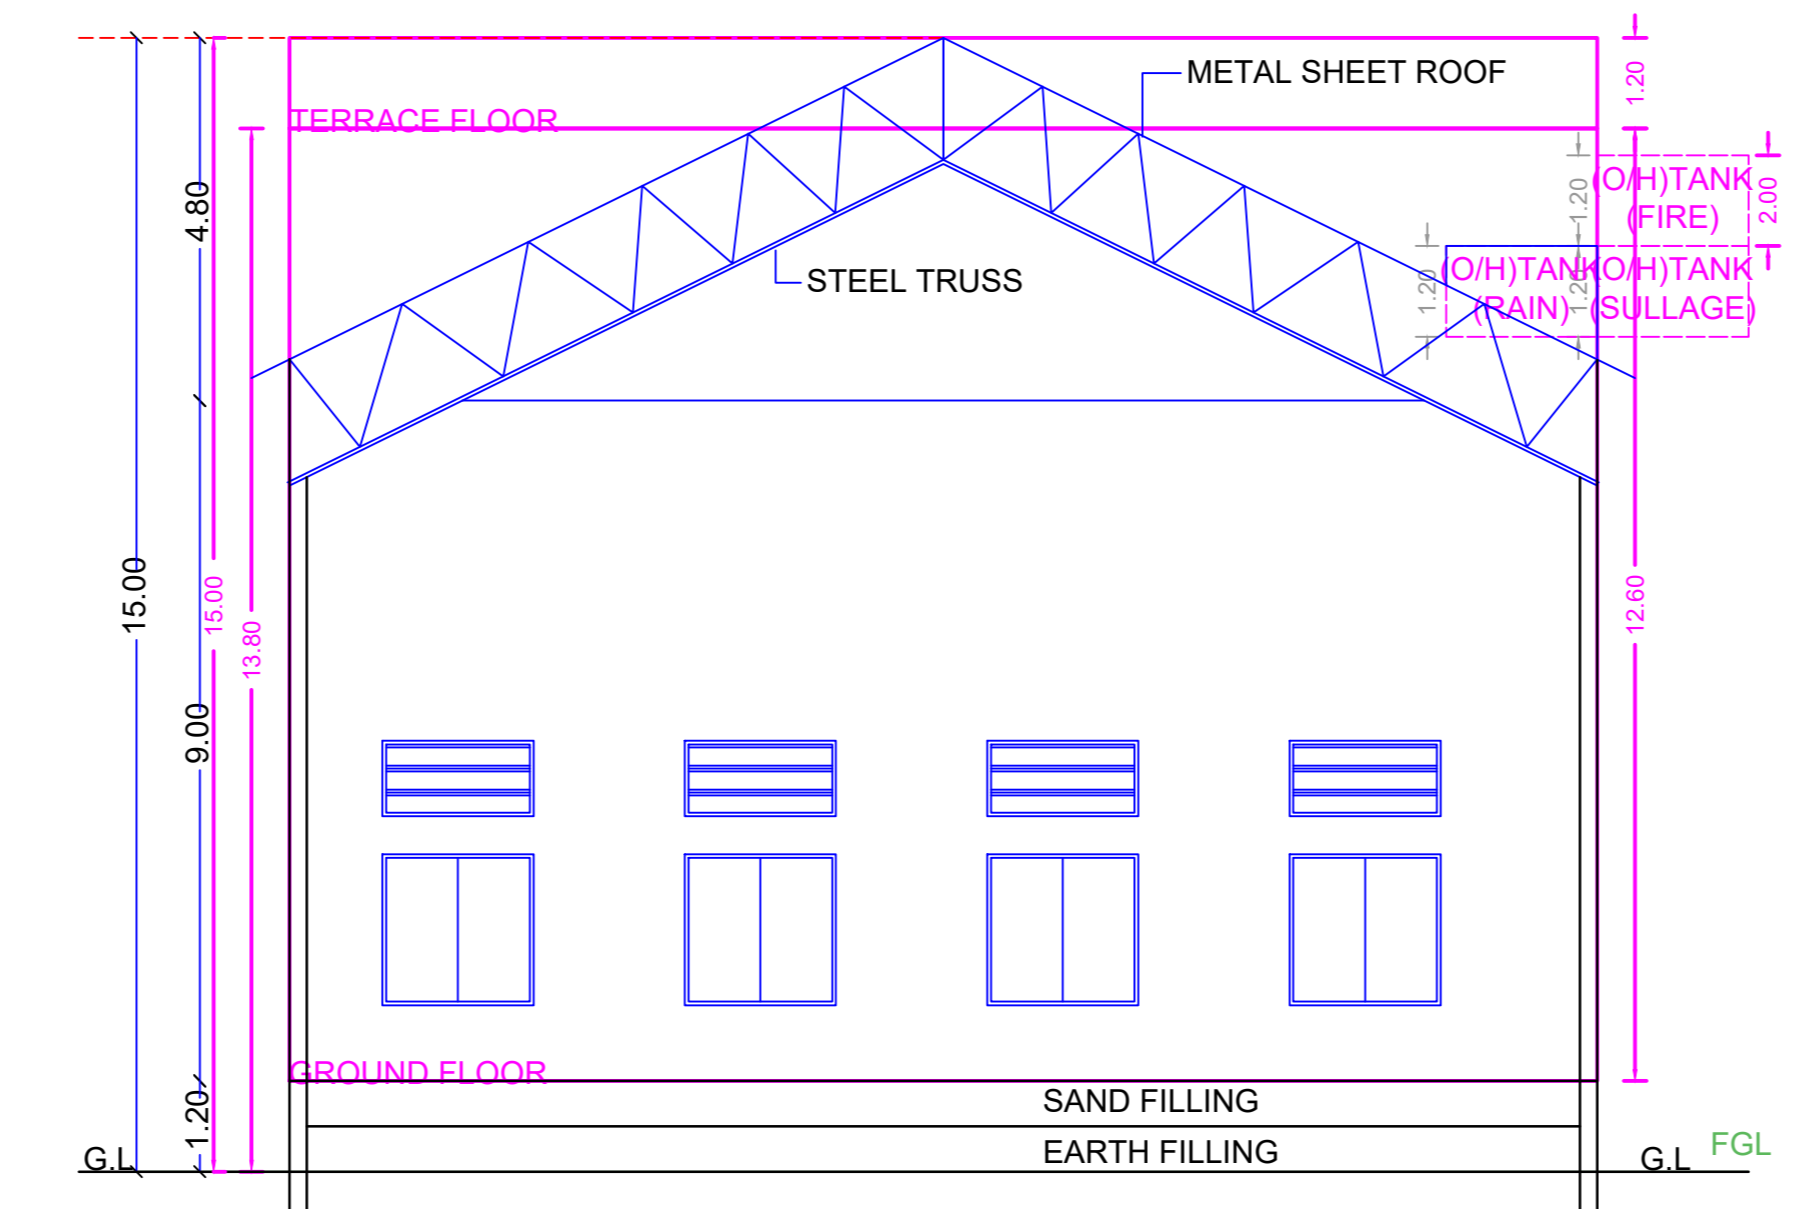 METAL SHEET ROOF
1.20
TERRACE FLOOR
4.80
1.20
(O/H)TANK
(FIRE)
2.00
STEEL TRUSS
1.20
(O/H)TANK
(RAIN)
1.20
O/H)TANK
(SULLAGE)
15.00
15.00
13.80
12.60
9.00
GROUND FLOOR
1.20
SAND FILLING
EARTH FILLING
G.L
G.L
FGL